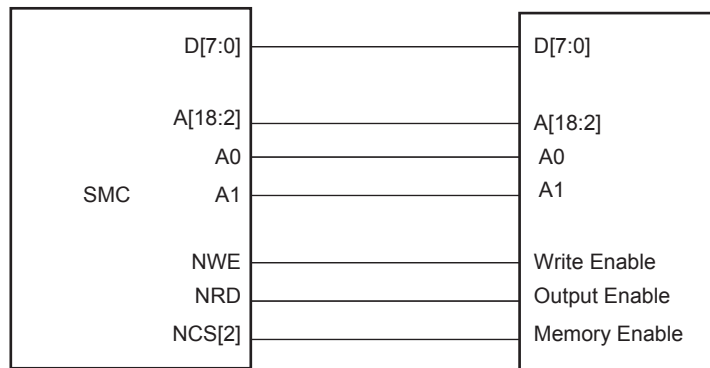 D[7:0] D[7:0]
A[18:2] A[18:2]
A0 A0
SMC A1 A1
NWE Write Enable
NRD Output Enable
NCS[2] Memory Enable